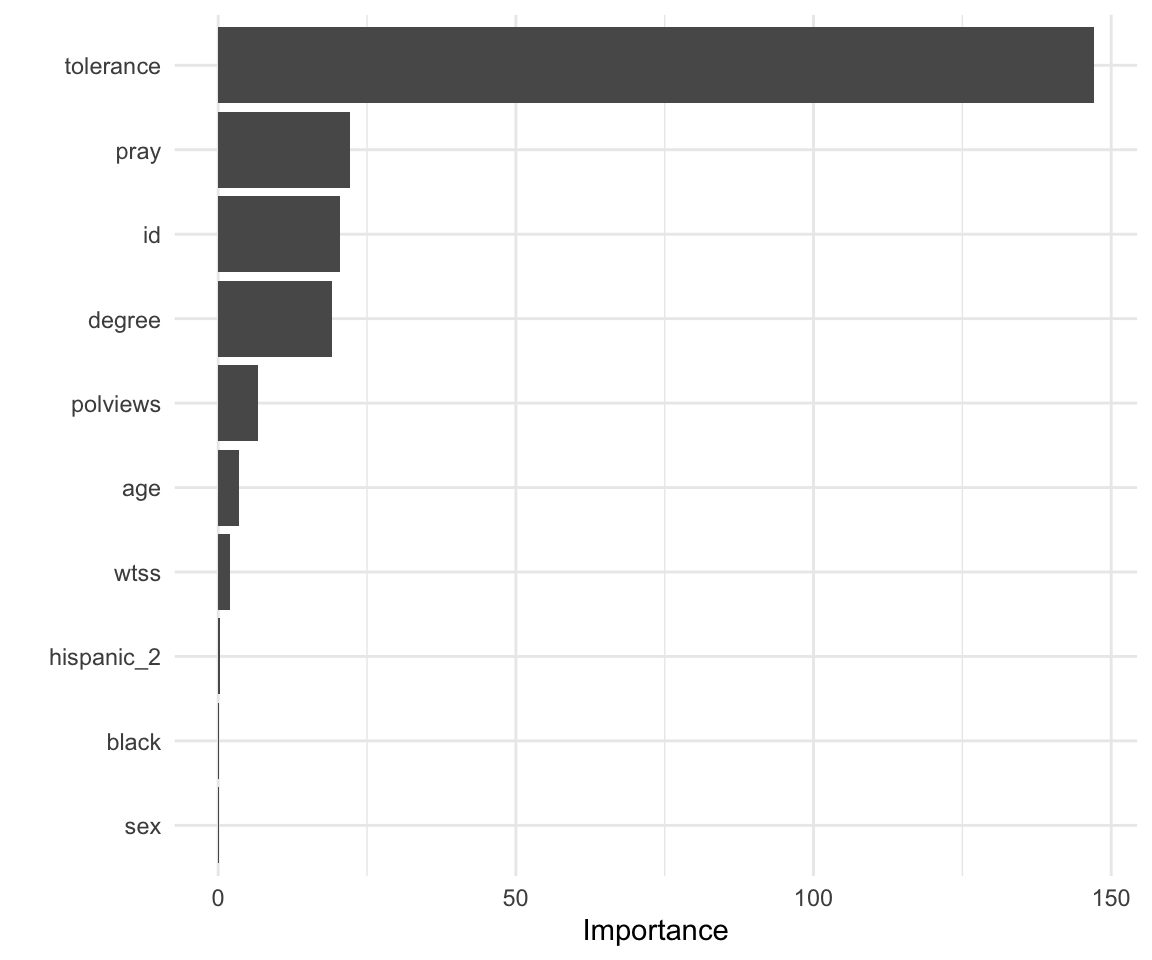 tolerance
pray
id
degree
polviews
age
wtss
hispanic_2
black
sex
0 50 100 150
Importance